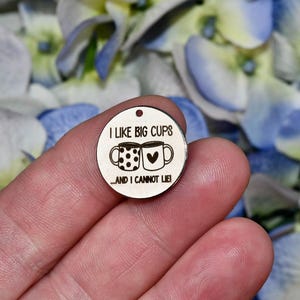 I LIKE BIG CUPS
...AND I CANNOT LIE!